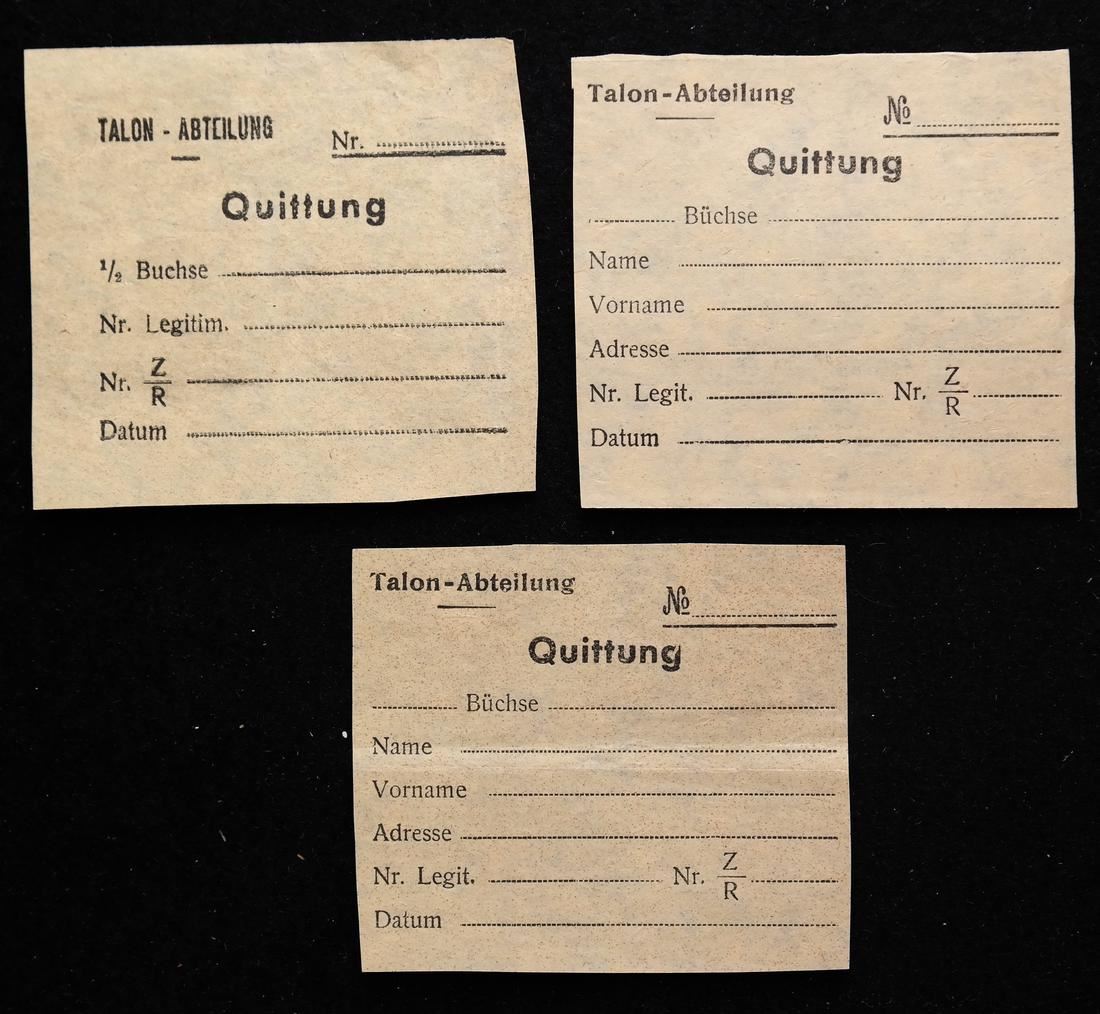 TALON - ABTEILUNG
Nr.
Quittung
1/2 Buchse
Nr. Legitim.
Nr. Z/R
Datum
Talon-Abteilung
№
Quittung
Büchse
Name
Vorname
Adresse
Nr. Legit. Nr. Z/R
Datum
Talon-Abteilung
№
Quittung
Büchse
Name
Vorname
Adresse
Nr. Legit. Nr. Z/R
Datum